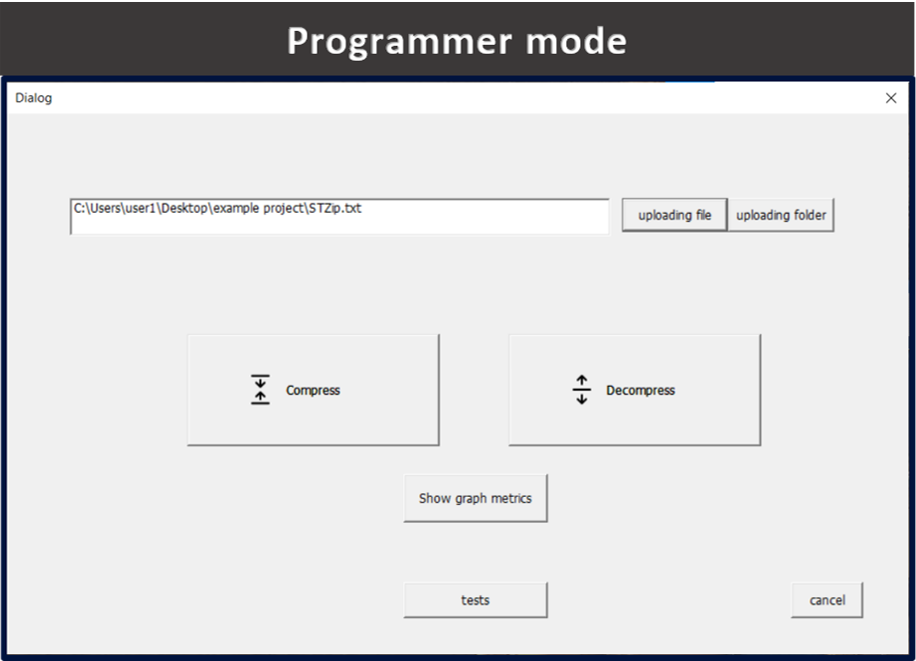 Programmer mode
Dialog
C:\Users\user1\Desktop\example project\STZip.txt
uploading file
uploading folder
Compress
Decompress
Show graph metrics
tests
cancel